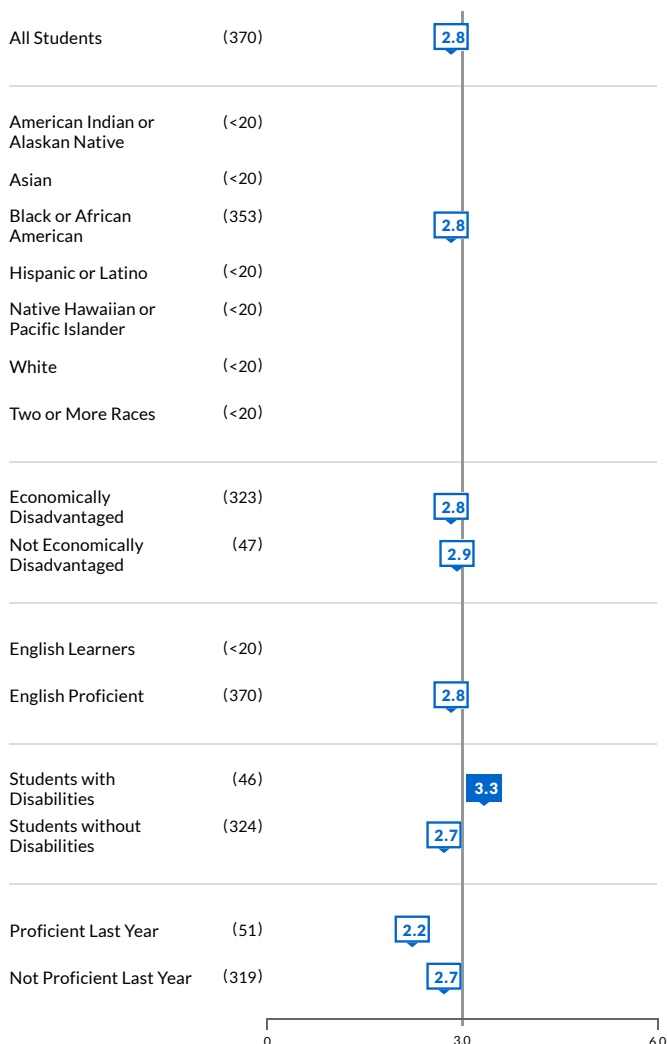 All Students (370) 2.8
American Indian or (<20)
Alaskan Native
Asian (<20)
Black or African (353) 2.8
American
Hispanic or Latino (<20)
Native Hawaiian or (<20)
Pacific Islander
White (<20)
Two or More Races (<20)
Economically (323) 2.8
Disadvantaged
Not Economically (47) 2.9
Disadvantaged
English Learners (<20)
English Proficient (370) 2.8
Students with (46) 3.3
Disabilities
Students without (324) 2.7
Disabilities
Proficient Last Year (51) 2.2
Not Proficient Last Year (319) 2.7
0 3.0 6.0